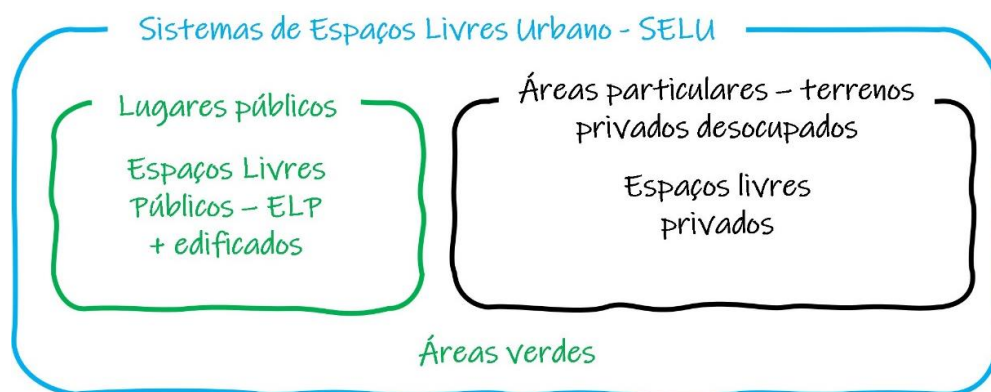 Sistemas de Espaços Livres Urbano - SELU
Lugares públicos
Espaços Livres
Públicos – ELP
+ edificados
Áreas particulares – terrenos
privados desocupados
Espaços livres
privados
Áreas verdes